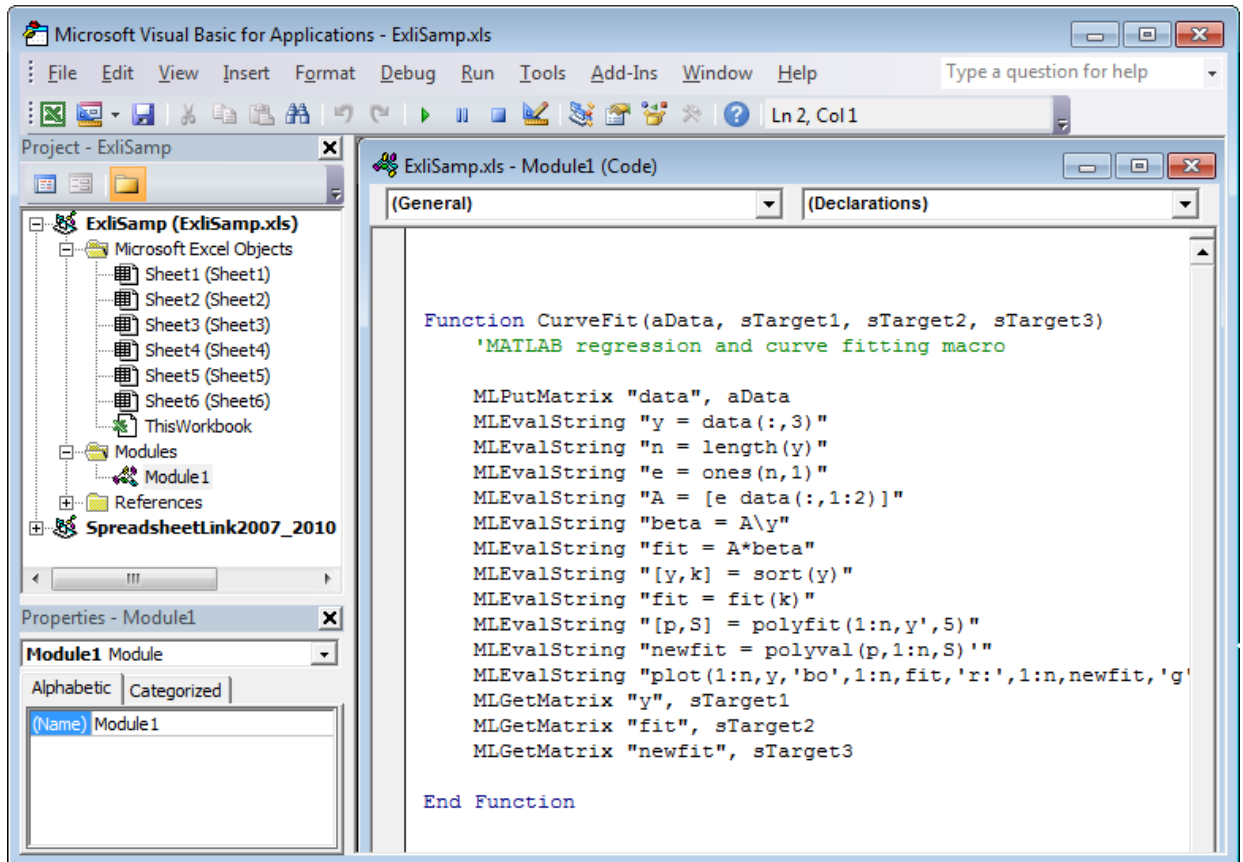 Microsoft Visual Basic for Applications - ExliSamp.xls
File Edit View Insert Format Debug Run Tools Add-Ins Window Help Type a question for help
Ln 2, Col 1
Project - ExliSamp
ExliSamp (ExliSamp.xls)
Microsoft Excel Objects
Sheet1 (Sheet1)
Sheet2 (Sheet2)
Sheet3 (Sheet3)
Sheet4 (Sheet4)
Sheet5 (Sheet5)
Sheet6 (Sheet6)
ThisWorkbook
Modules
Module1
References
SpreadsheetLink2007_2010
Properties - Module1
Module1 Module
Alphabetic Categorized
(Name) Module1
ExliSamp.xls - Module1 (Code)
(General) (Declarations)
Function CurveFit(aData, sTarget1, sTarget2, sTarget3)
'MATLAB regression and curve fitting macro
MLPutMatrix "data", aData
MLEvalString "y = data(:,3)"
MLEvalString "n = length(y)"
MLEvalString "e = ones(n,1)"
MLEvalString "A = [e data(:,1:2)]"
MLEvalString "beta = A\y"
MLEvalString "fit = A*beta"
MLEvalString "[y,k] = sort(y)"
MLEvalString "fit = fit(k)"
MLEvalString "[p,S] = polyfit(1:n,y',5)"
MLEvalString "newfit = polyval(p,1:n,S)'"
MLEvalString "plot(1:n,y,'bo',1:n,fit,'r:',1:n,newfit,'g'
MLGetMatrix "y", sTarget1
MLGetMatrix "fit", sTarget2
MLGetMatrix "newfit", sTarget3
End Function